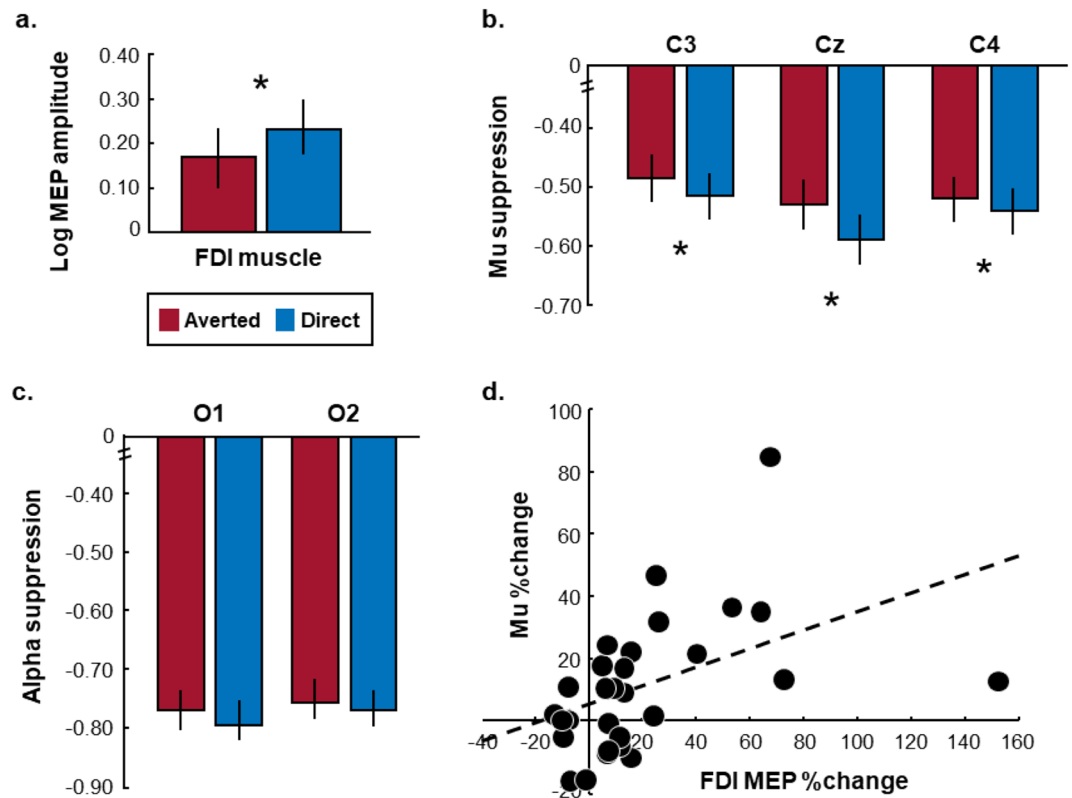 a.
Log MEP amplitude
0.40
0.30
0.20
0.10
0
*
FDI muscle
Averted Direct
b.
C3 Cz C4
Mu suppression
0
-0.40
-0.50
-0.60
-0.70
*
*
*
c.
O1 O2
Alpha suppression
0
-0.40
-0.50
-0.60
-0.70
-0.80
-0.90
d.
Mu %change
100
80
60
40
20
-20
-40 -20 0 20 40 60 80 100 120 140 160
FDI MEP %change